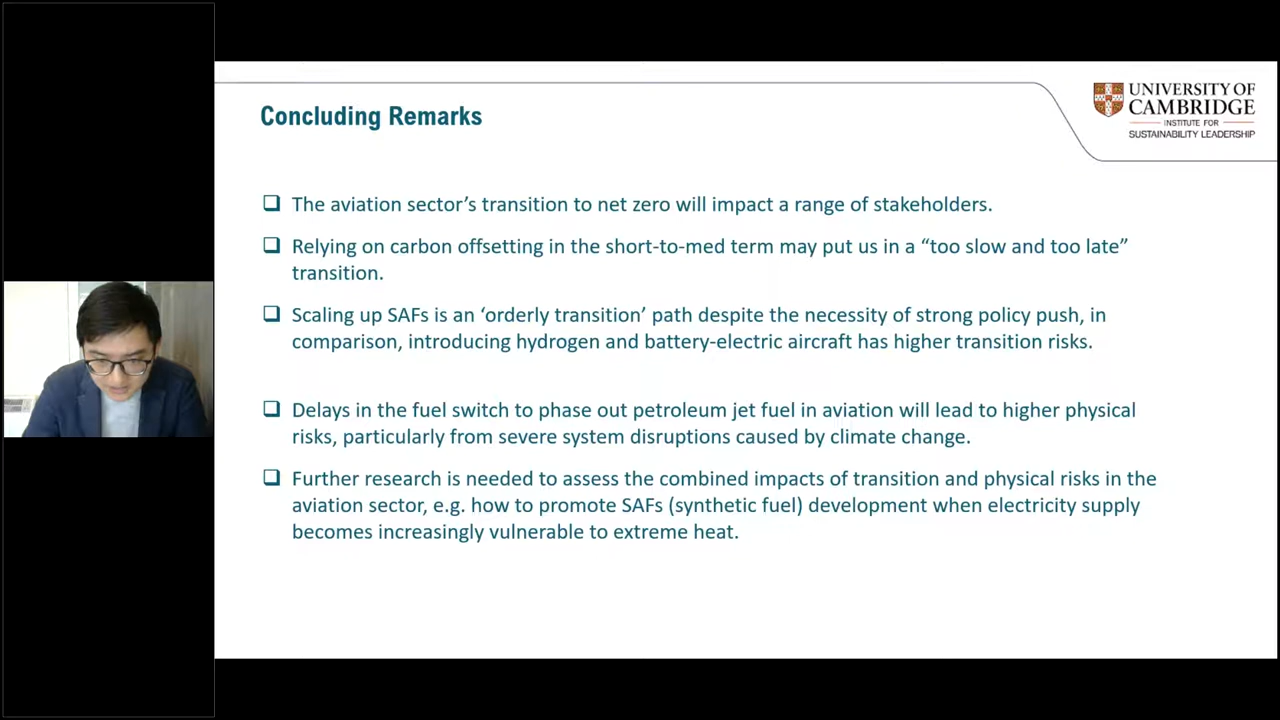 UNIVERSITY OF
CAMBRIDGE
INSTITUTE FOR
SUSTAINABILITY LEADERSHIP
Concluding Remarks
❑ The aviation sector’s transition to net zero will impact a range of stakeholders.
❑ Relying on carbon offsetting in the short-to-med term may put us in a “too slow and too late”
transition.
❑ Scaling up SAFs is an ‘orderly transition’ path despite the necessity of strong policy push, in
comparison, introducing hydrogen and battery-electric aircraft has higher transition risks.
❑ Delays in the fuel switch to phase out petroleum jet fuel in aviation will lead to higher physical
risks, particularly from severe system disruptions caused by climate change.
❑ Further research is needed to assess the combined impacts of transition and physical risks in the
aviation sector, e.g. how to promote SAFs (synthetic fuel) development when electricity supply
becomes increasingly vulnerable to extreme heat.